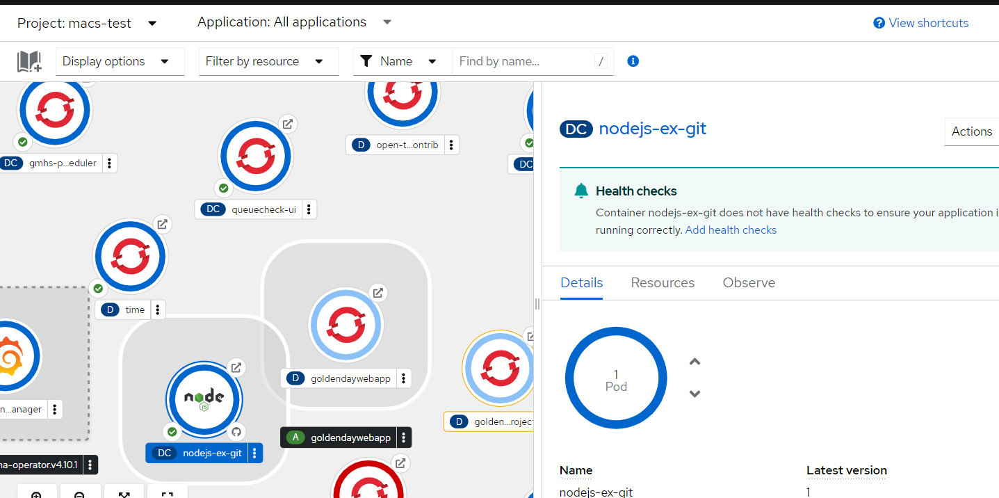 Project: macs-test
Application: All applications
View shortcuts
Display options
Filter by resource
Name
Find by name...
/
DC gmhs-p...eduler
DC queuecheck-ui
D open-t...ontrib
DC
D time
n...anager
D goldendaywebapp
D golden...roject
A goldendaywebapp
node
JS
DC nodejs-ex-git
na-operator.v4.10.1
DC nodejs-ex-git
Actions
Health checks
Container nodejs-ex-git does not have health checks to ensure your application i
running correctly. Add health checks
Details
Resources
Observe
1
Pod
Name
nodejs-ex-git
Latest version
1